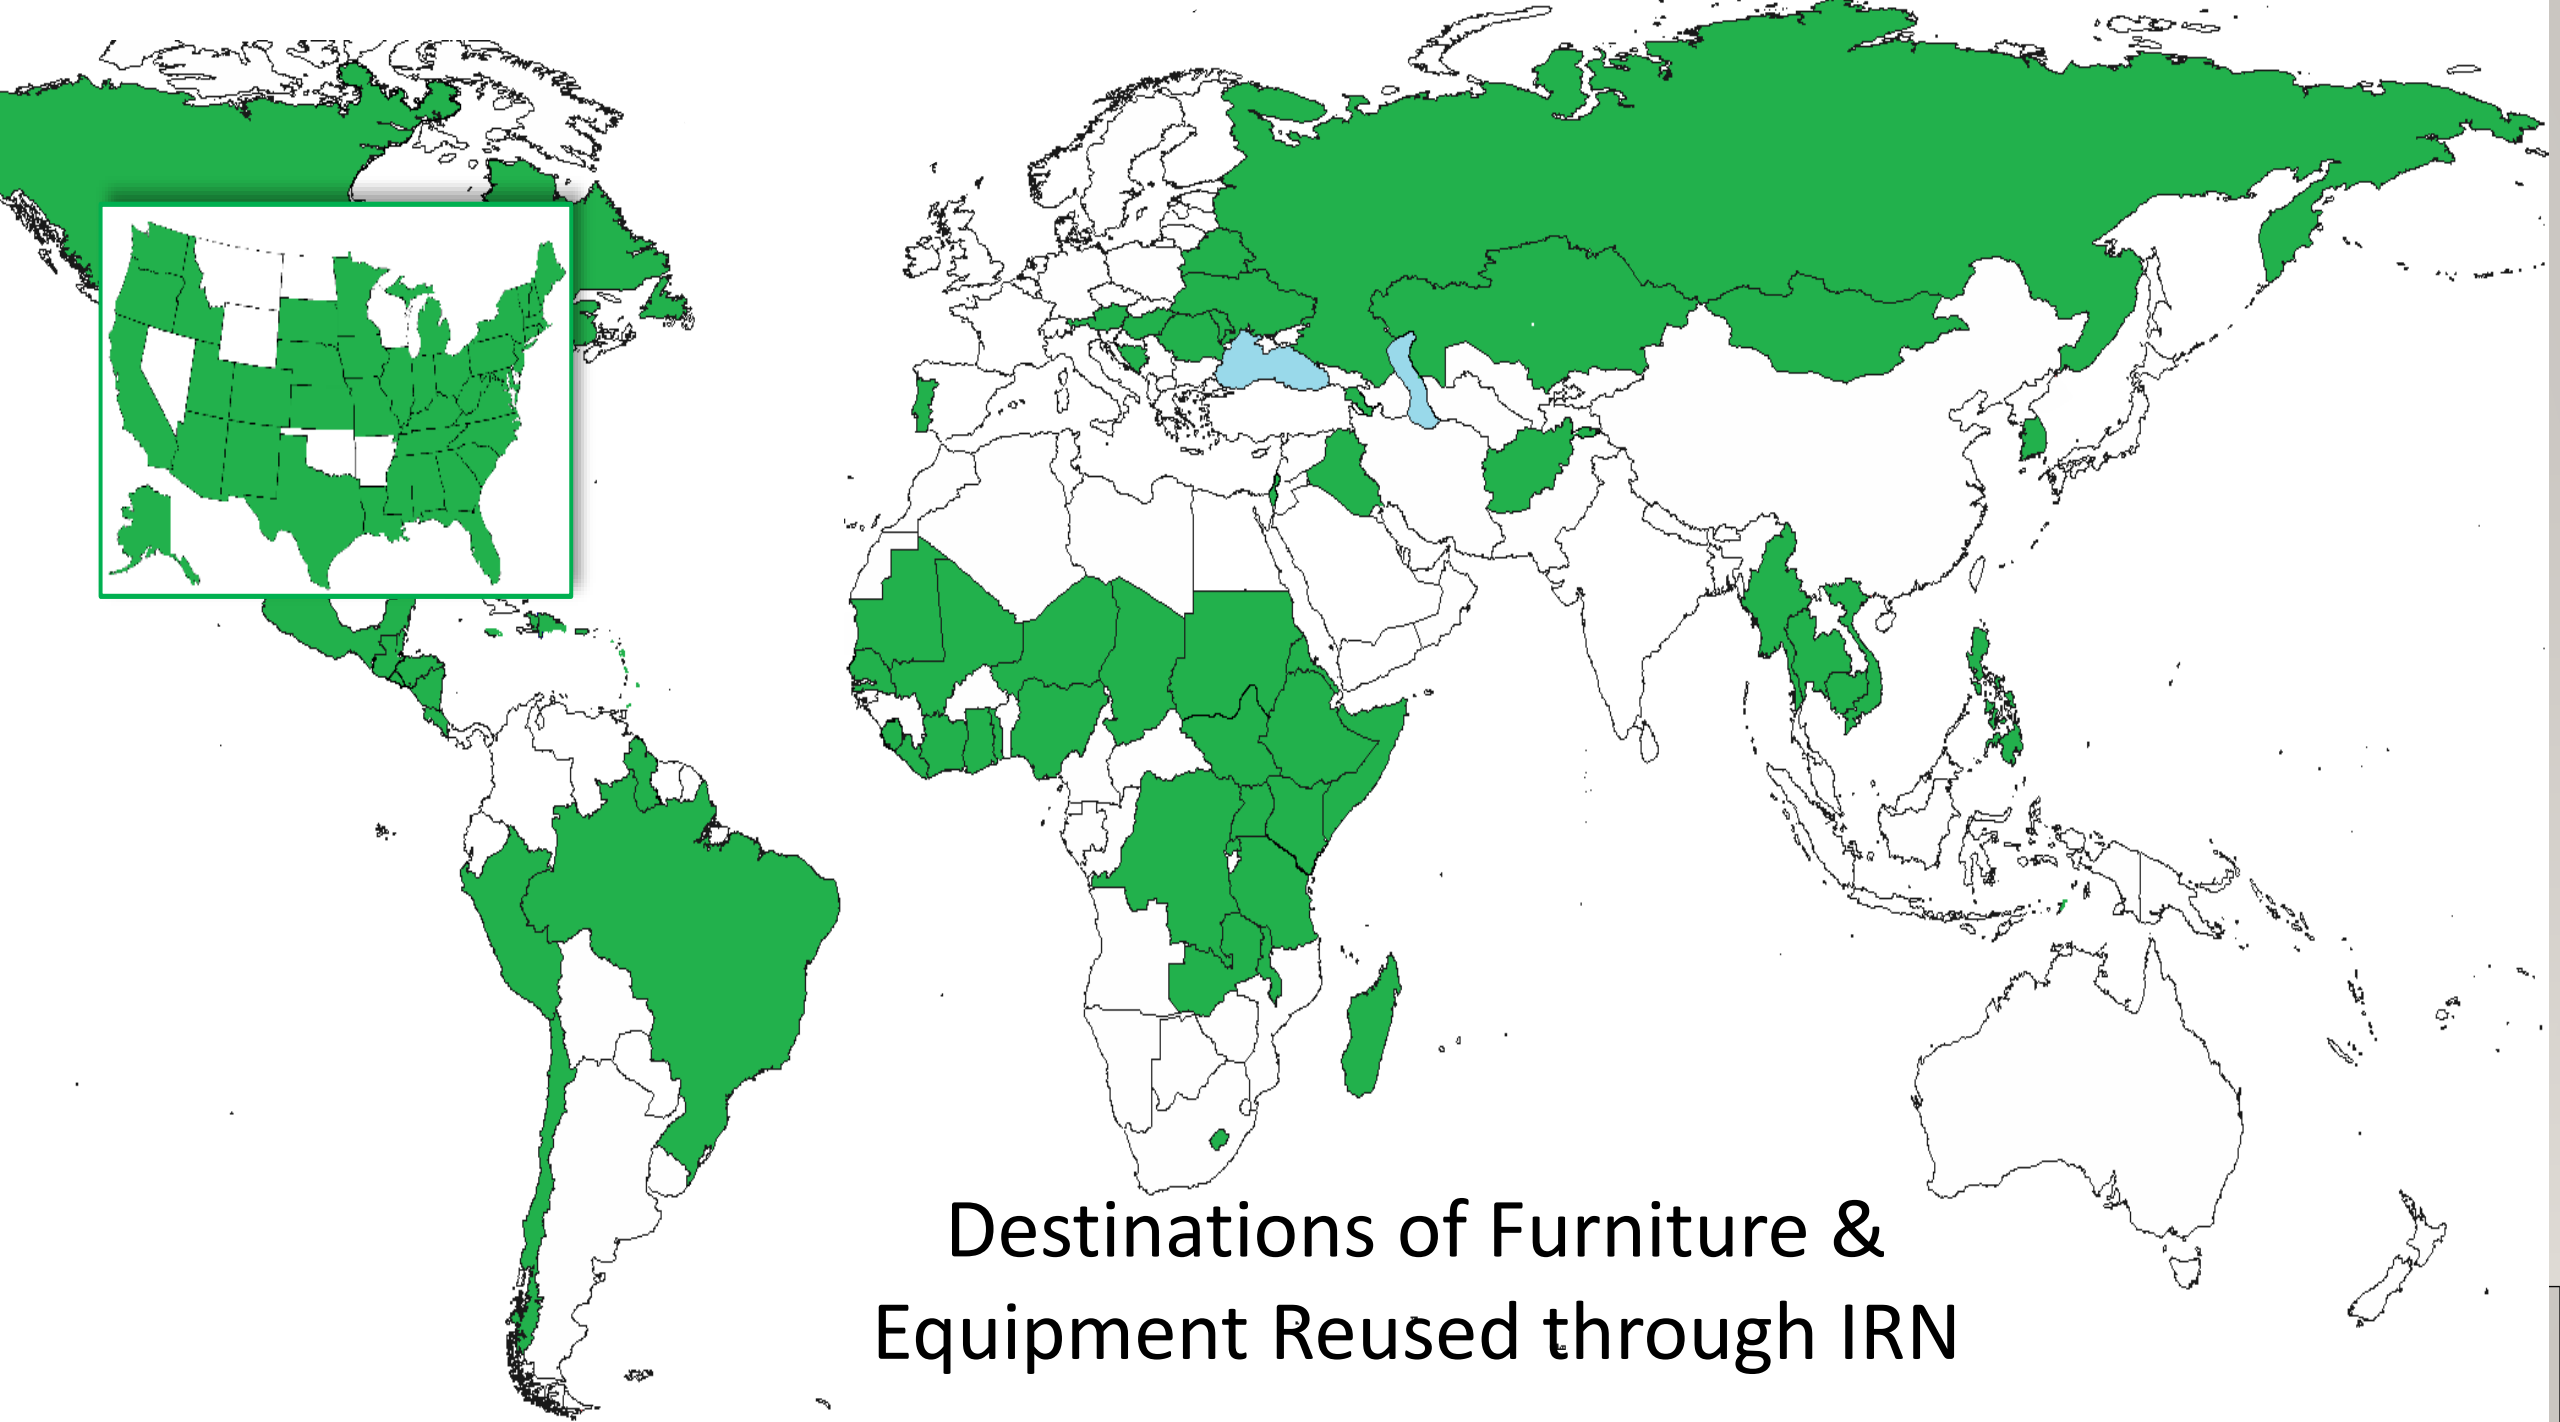 Destinations of Furniture &
Equipment Reused through IRN